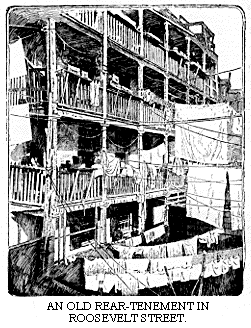 AN OLD REAR-TENEMENT IN
ROOSEVELT STREET.